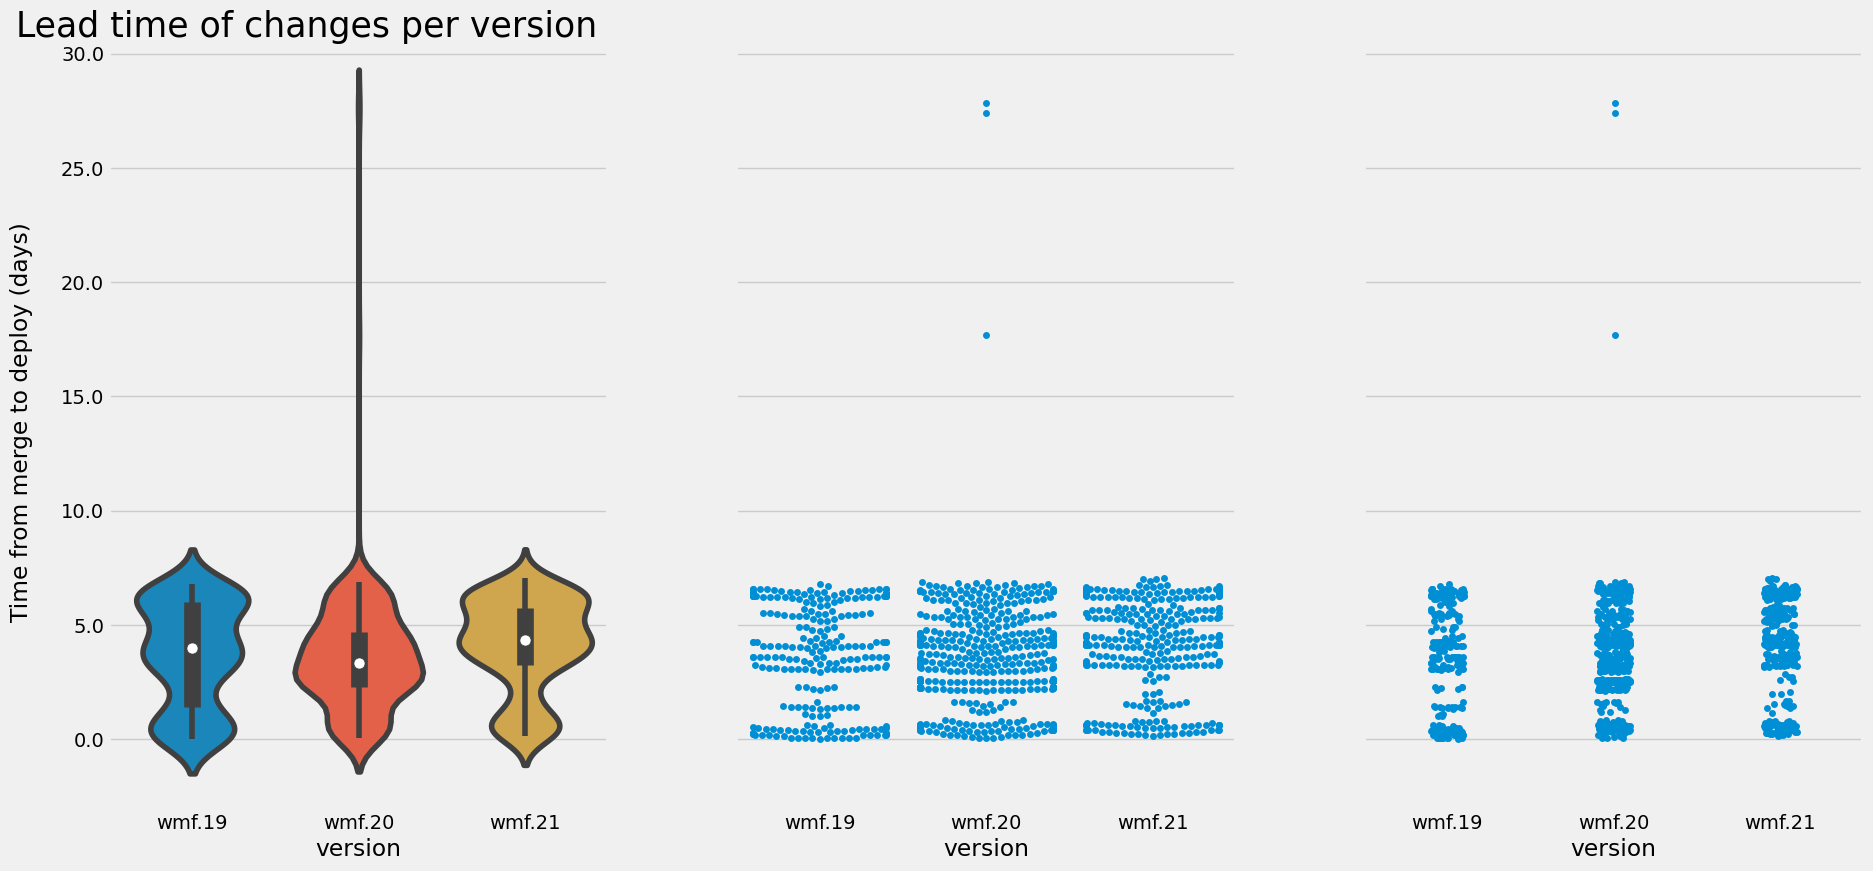 Lead time of changes per version
Time from merge to deploy (days)
30.0
25.0
20.0
15.0
10.0
5.0
0.0
wmf.19 wmf.20 wmf.21
version
wmf.19 wmf.20 wmf.21
version
wmf.19 wmf.20 wmf.21
version